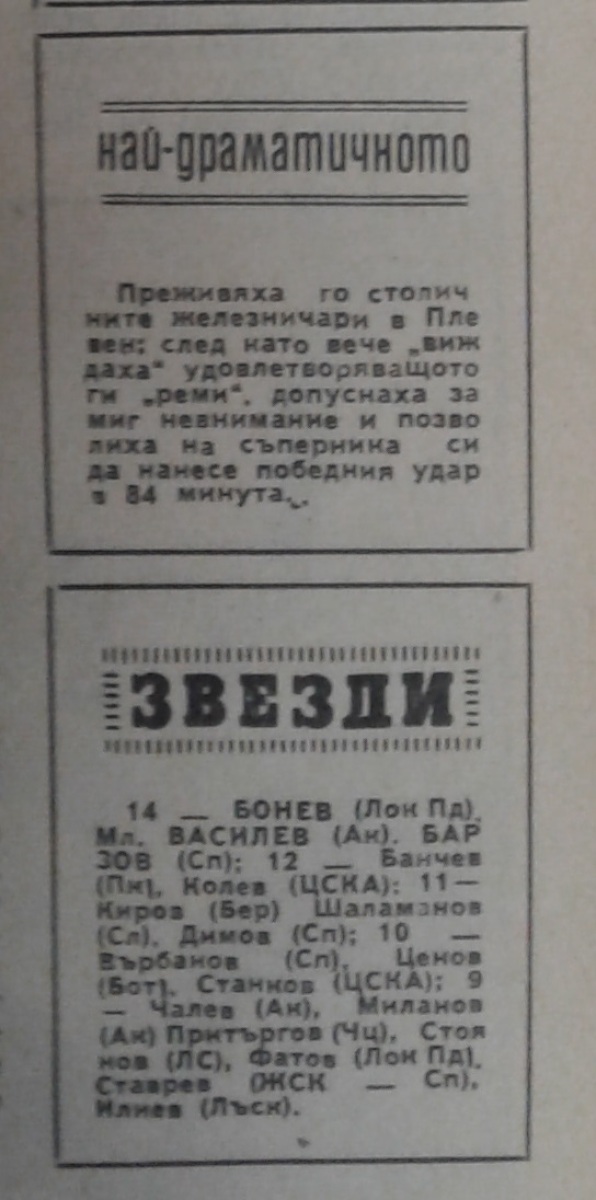 най-драматичното
Преживяха го столич
ните железничари в Пле
вен: след като вече „виж
даха“ удовлетворяващото
ги „реми“, допуснаха за
миг невнимание и позво
лиха на съперника си
да нанесе победния удар
в 84 минута.
ЗВЕЗДИ
14 — БОНЕВ (Лок Пд),
Мл. ВАСИЛЕВ (Ак). БАР
ЗОВ (Сп); 12 — Банчев
(Пн), Колев (ЦСКА); 11—
Киров (Бер) Шаламанов
(Сл), Димов (Сп); 10 —
Върбанов (Сп), Ценов
(Бот), Станков (ЦСКА); 9
— Чалев (Ак), Миланов
(Ак) Притъргов (Чц), Стоя
нов (ЛС), Фатов (Лок Пд),
Ставрев (ЖСК — Сп),
Илиев (Лъск).